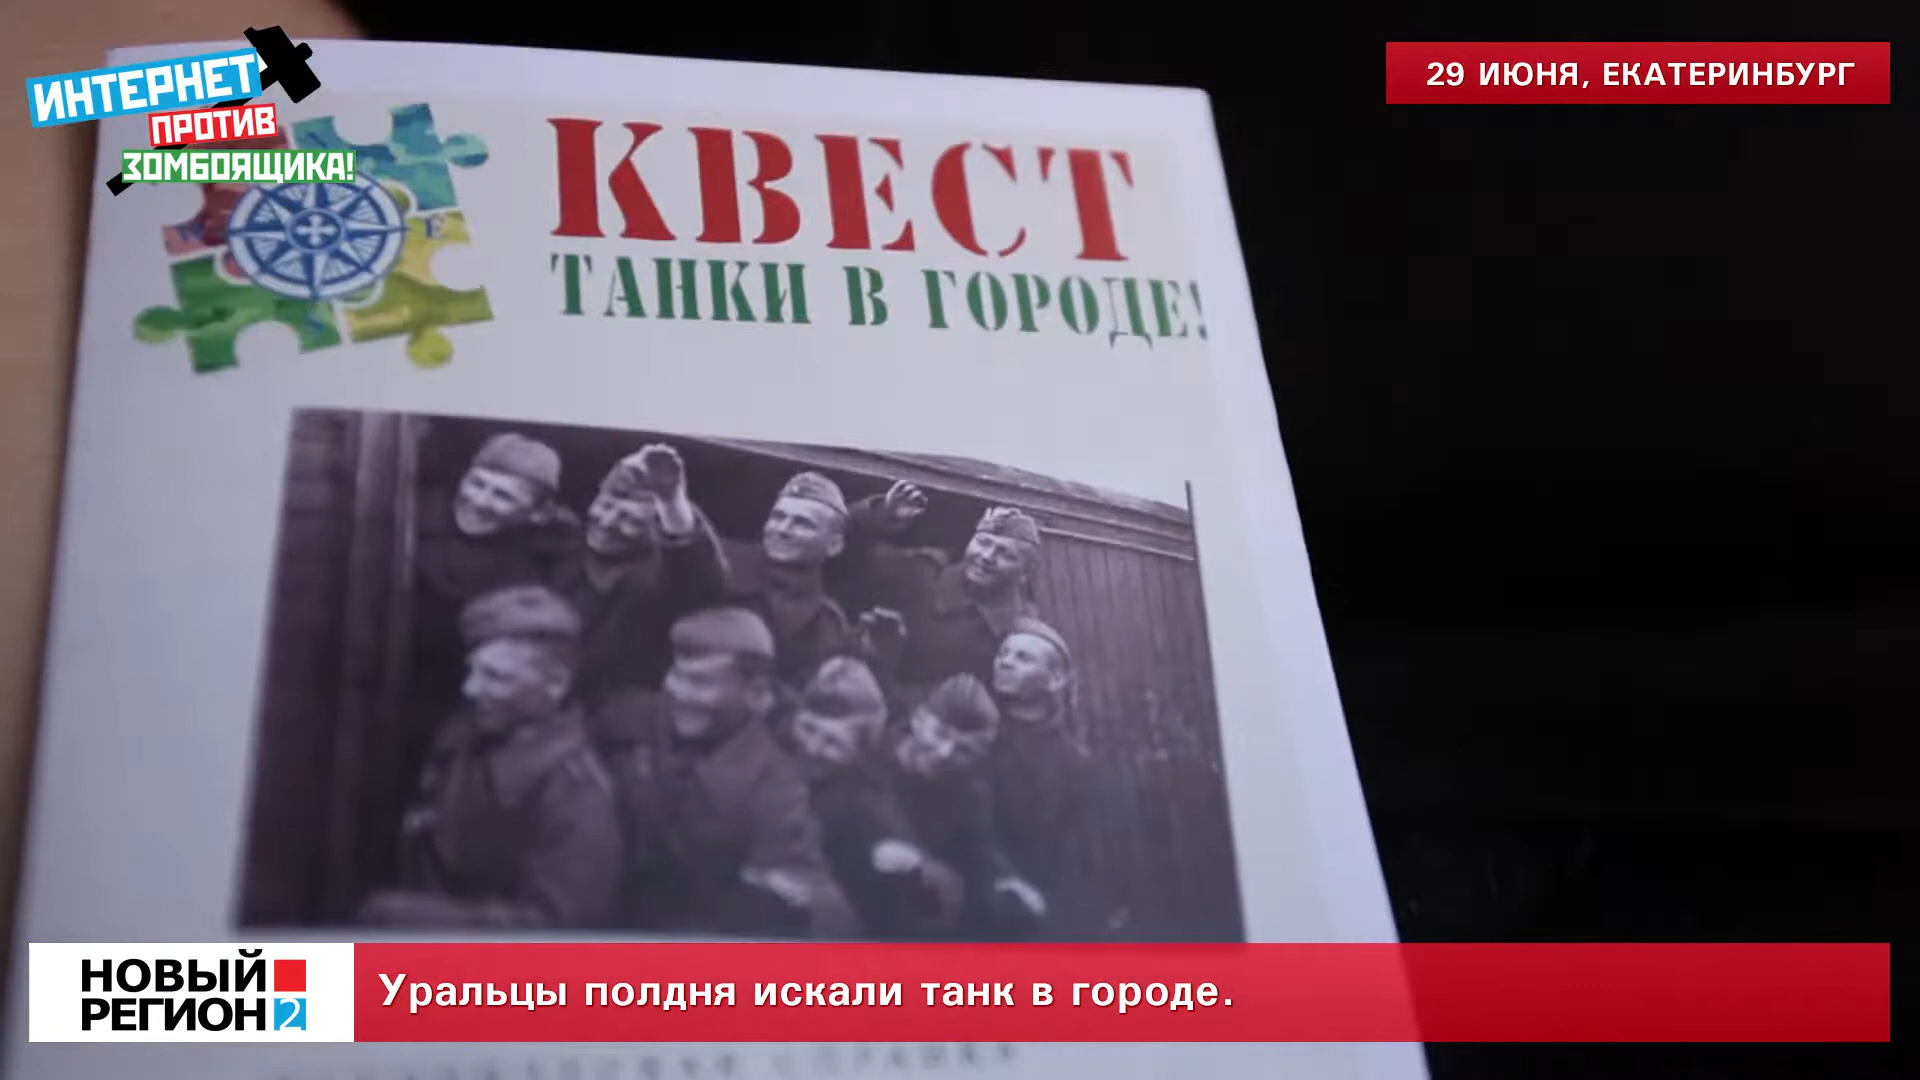 ИНТЕРНЕТ
ПРОТИВ
ЗОМБОЯЩИКА!
29 ИЮНЯ, ЕКАТЕРИНБУРГ
КВЕСТ
ТАНКИ В ГОРОДЕ!
Е
НОВЫЙ
РЕГИОН 2
Уральцы полдня искали танк в городе.